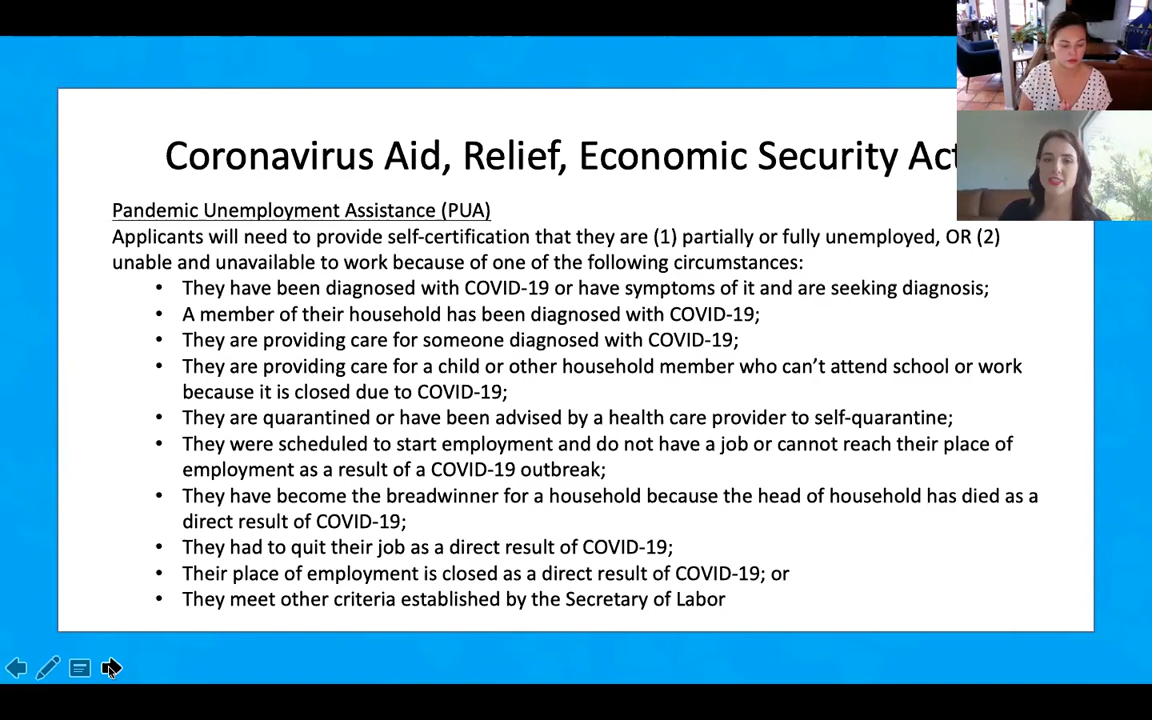 Coronavirus Aid, Relief, Economic Security Act
Pandemic Unemployment Assistance (PUA)
Applicants will need to provide self-certification that they are (1) partially or fully unemployed, OR (2)
unable and unavailable to work because of one of the following circumstances:
• They have been diagnosed with COVID-19 or have symptoms of it and are seeking diagnosis;
• A member of their household has been diagnosed with COVID-19;
• They are providing care for someone diagnosed with COVID-19;
• They are providing care for a child or other household member who can’t attend school or work
because it is closed due to COVID-19;
• They are quarantined or have been advised by a health care provider to self-quarantine;
• They were scheduled to start employment and do not have a job or cannot reach their place of
employment as a result of a COVID-19 outbreak;
• They have become the breadwinner for a household because the head of household has died as a
direct result of COVID-19;
• They had to quit their job as a direct result of COVID-19;
• Their place of employment is closed as a direct result of COVID-19; or
• They meet other criteria established by the Secretary of Labor